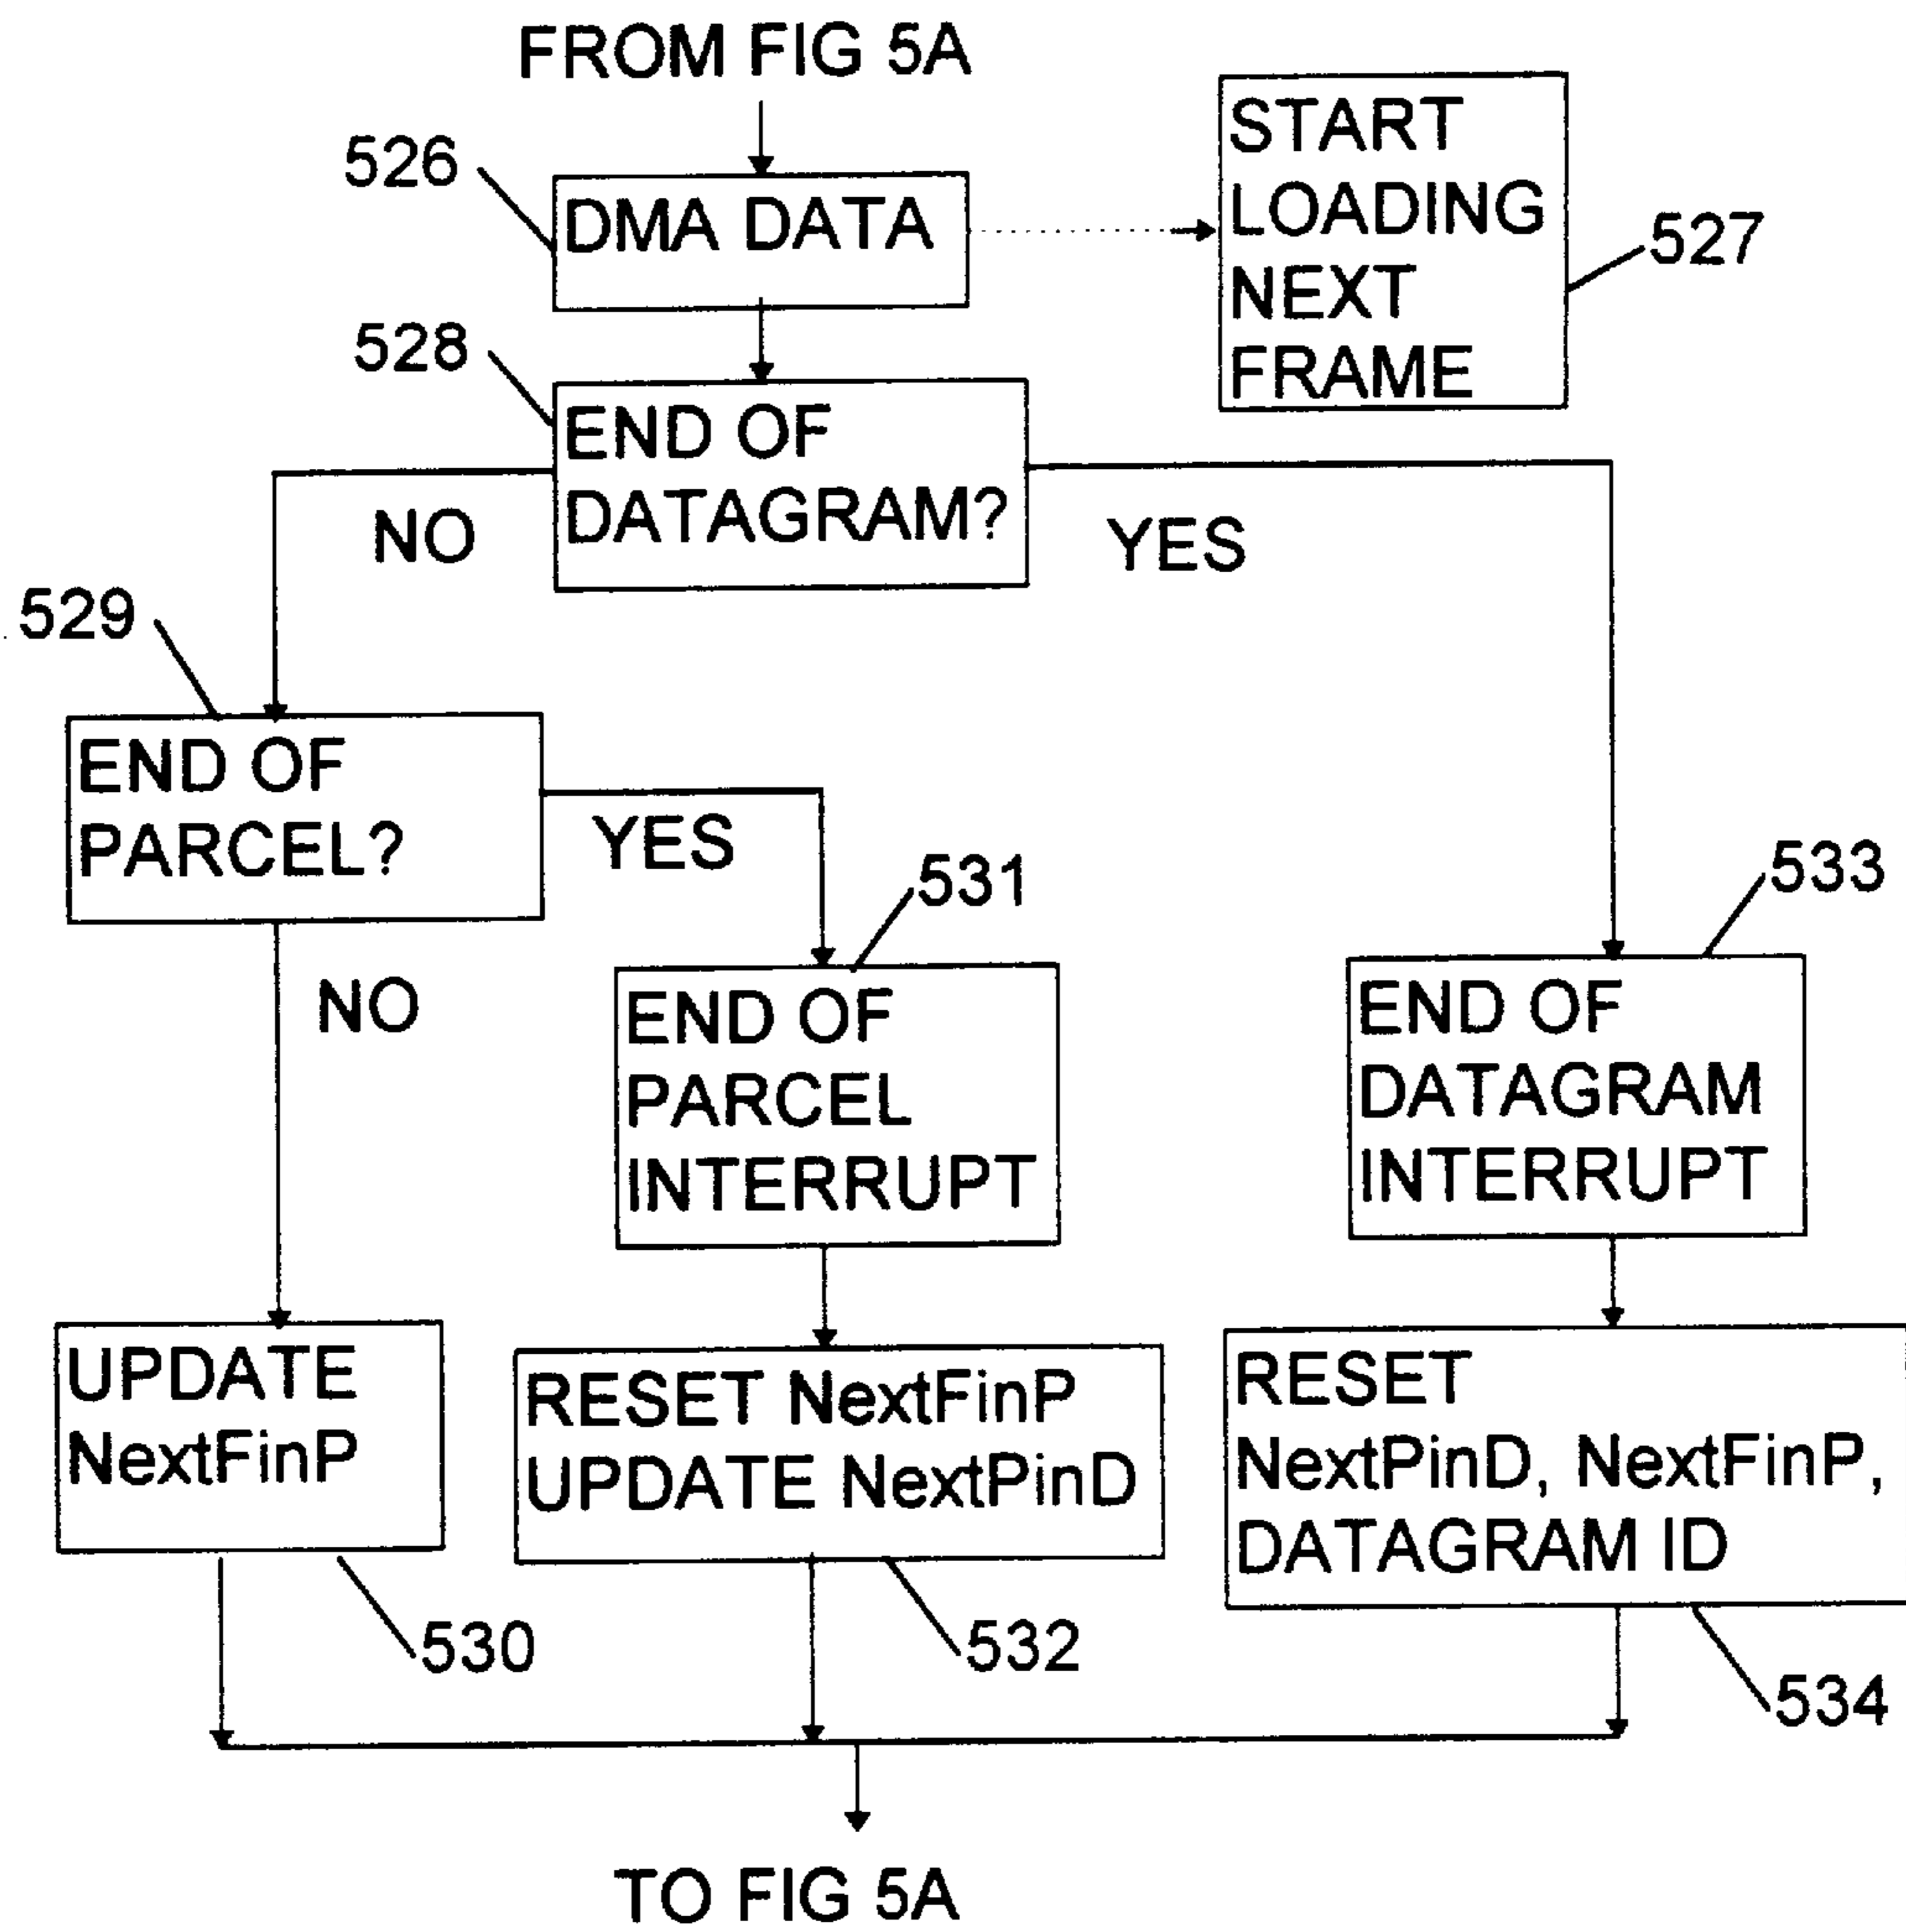 FROM FIG 5A
526
DMA DATA
START
LOADING
NEXT
FRAME
527
528
END OF
DATAGRAM?
NO
YES
529
END OF
PARCEL?
YES
NO
531
END OF
PARCEL
INTERRUPT
533
END OF
DATAGRAM
INTERRUPT
UPDATE
NextFinP
530
RESET NextFinP
UPDATE NextPinD
532
RESET
NextPinD, NextFinP,
DATAGRAM ID
534
TO FIG 5A